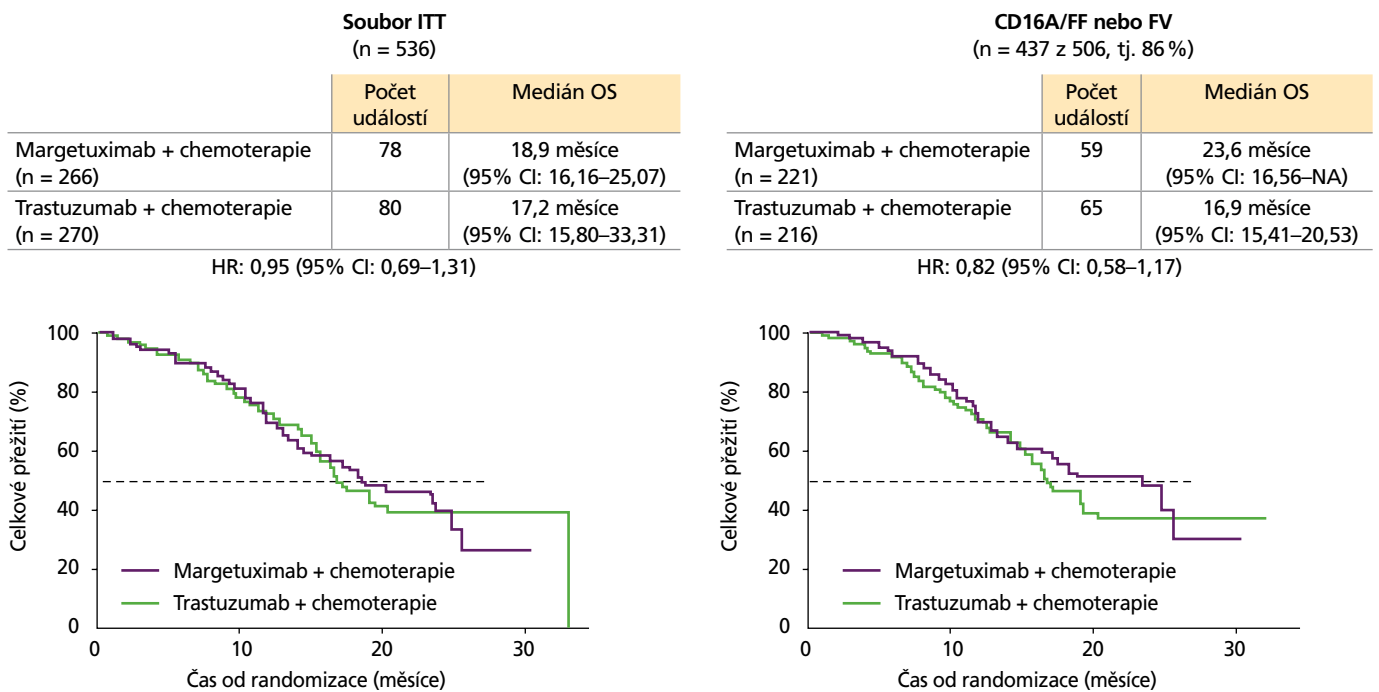 Soubor ITT
(n = 536)
Počet
událostí
Medián OS
Margetuximab + chemoterapie
(n = 266)
78
18,9 měsíce
(95% CI: 16,16–25,07)
Trastuzumab + chemoterapie
(n = 270)
80
17,2 měsíce
(95% CI: 15,80–33,31)
HR: 0,95 (95% CI: 0,69–1,31)
Celkové přežití (%)
100
80
60
40
20
0
Margetuximab + chemoterapie
Trastuzumab + chemoterapie
0 10 20 30
Čas od randomizace (měsíce)
CD16A/FF nebo FV
(n = 437 z 506, tj. 86 %)
Počet
událostí
Medián OS
Margetuximab + chemoterapie
(n = 221)
59
23,6 měsíce
(95% CI: 16,56–NA)
Trastuzumab + chemoterapie
(n = 216)
65
16,9 měsíce
(95% CI: 15,41–20,53)
HR: 0,82 (95% CI: 0,58–1,17)
Celkové přežití (%)
100
80
60
40
20
0
Margetuximab + chemoterapie
Trastuzumab + chemoterapie
0 10 20 30
Čas od randomizace (měsíce)